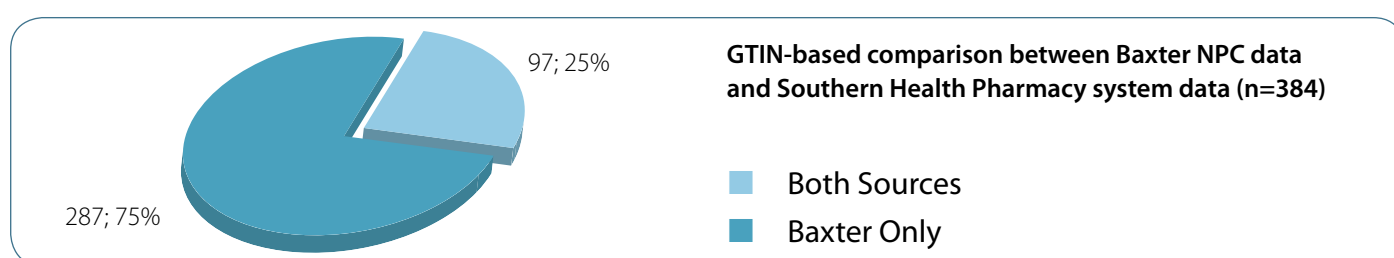 97; 25%
287; 75%
GTIN-based comparison between Baxter NPC data
and Southern Health Pharmacy system data (n=384)
Both Sources
Baxter Only